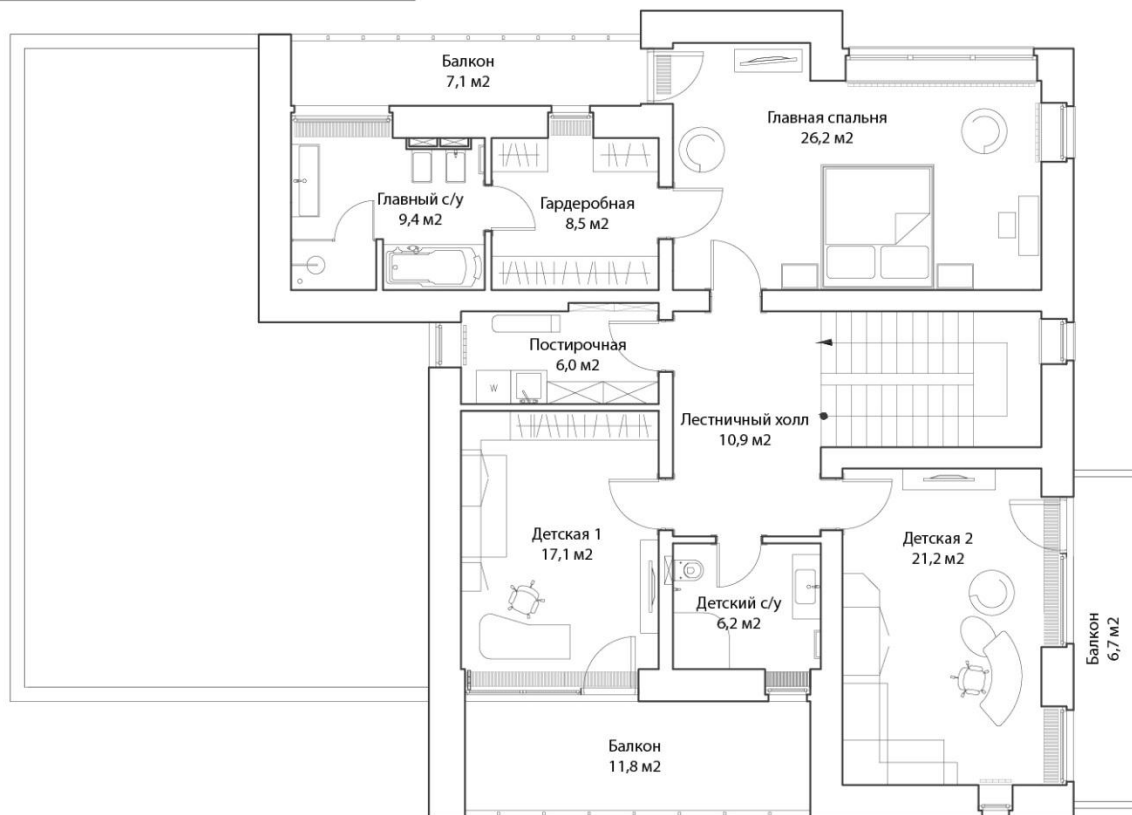 Балкон
7,1 м2
Главная спальня
26,2 м2
Главный с/у
9,4 м2
Гардеробная
8,5 м2
Постирочная
6,0 м2
W
Лестничный холл
10,9 м2
Детская 1
17,1 м2
Детская 2
21,2 м2
Детский с/у
6,2 м2
Балкон
6,7 м2
Балкон
11,8 м2